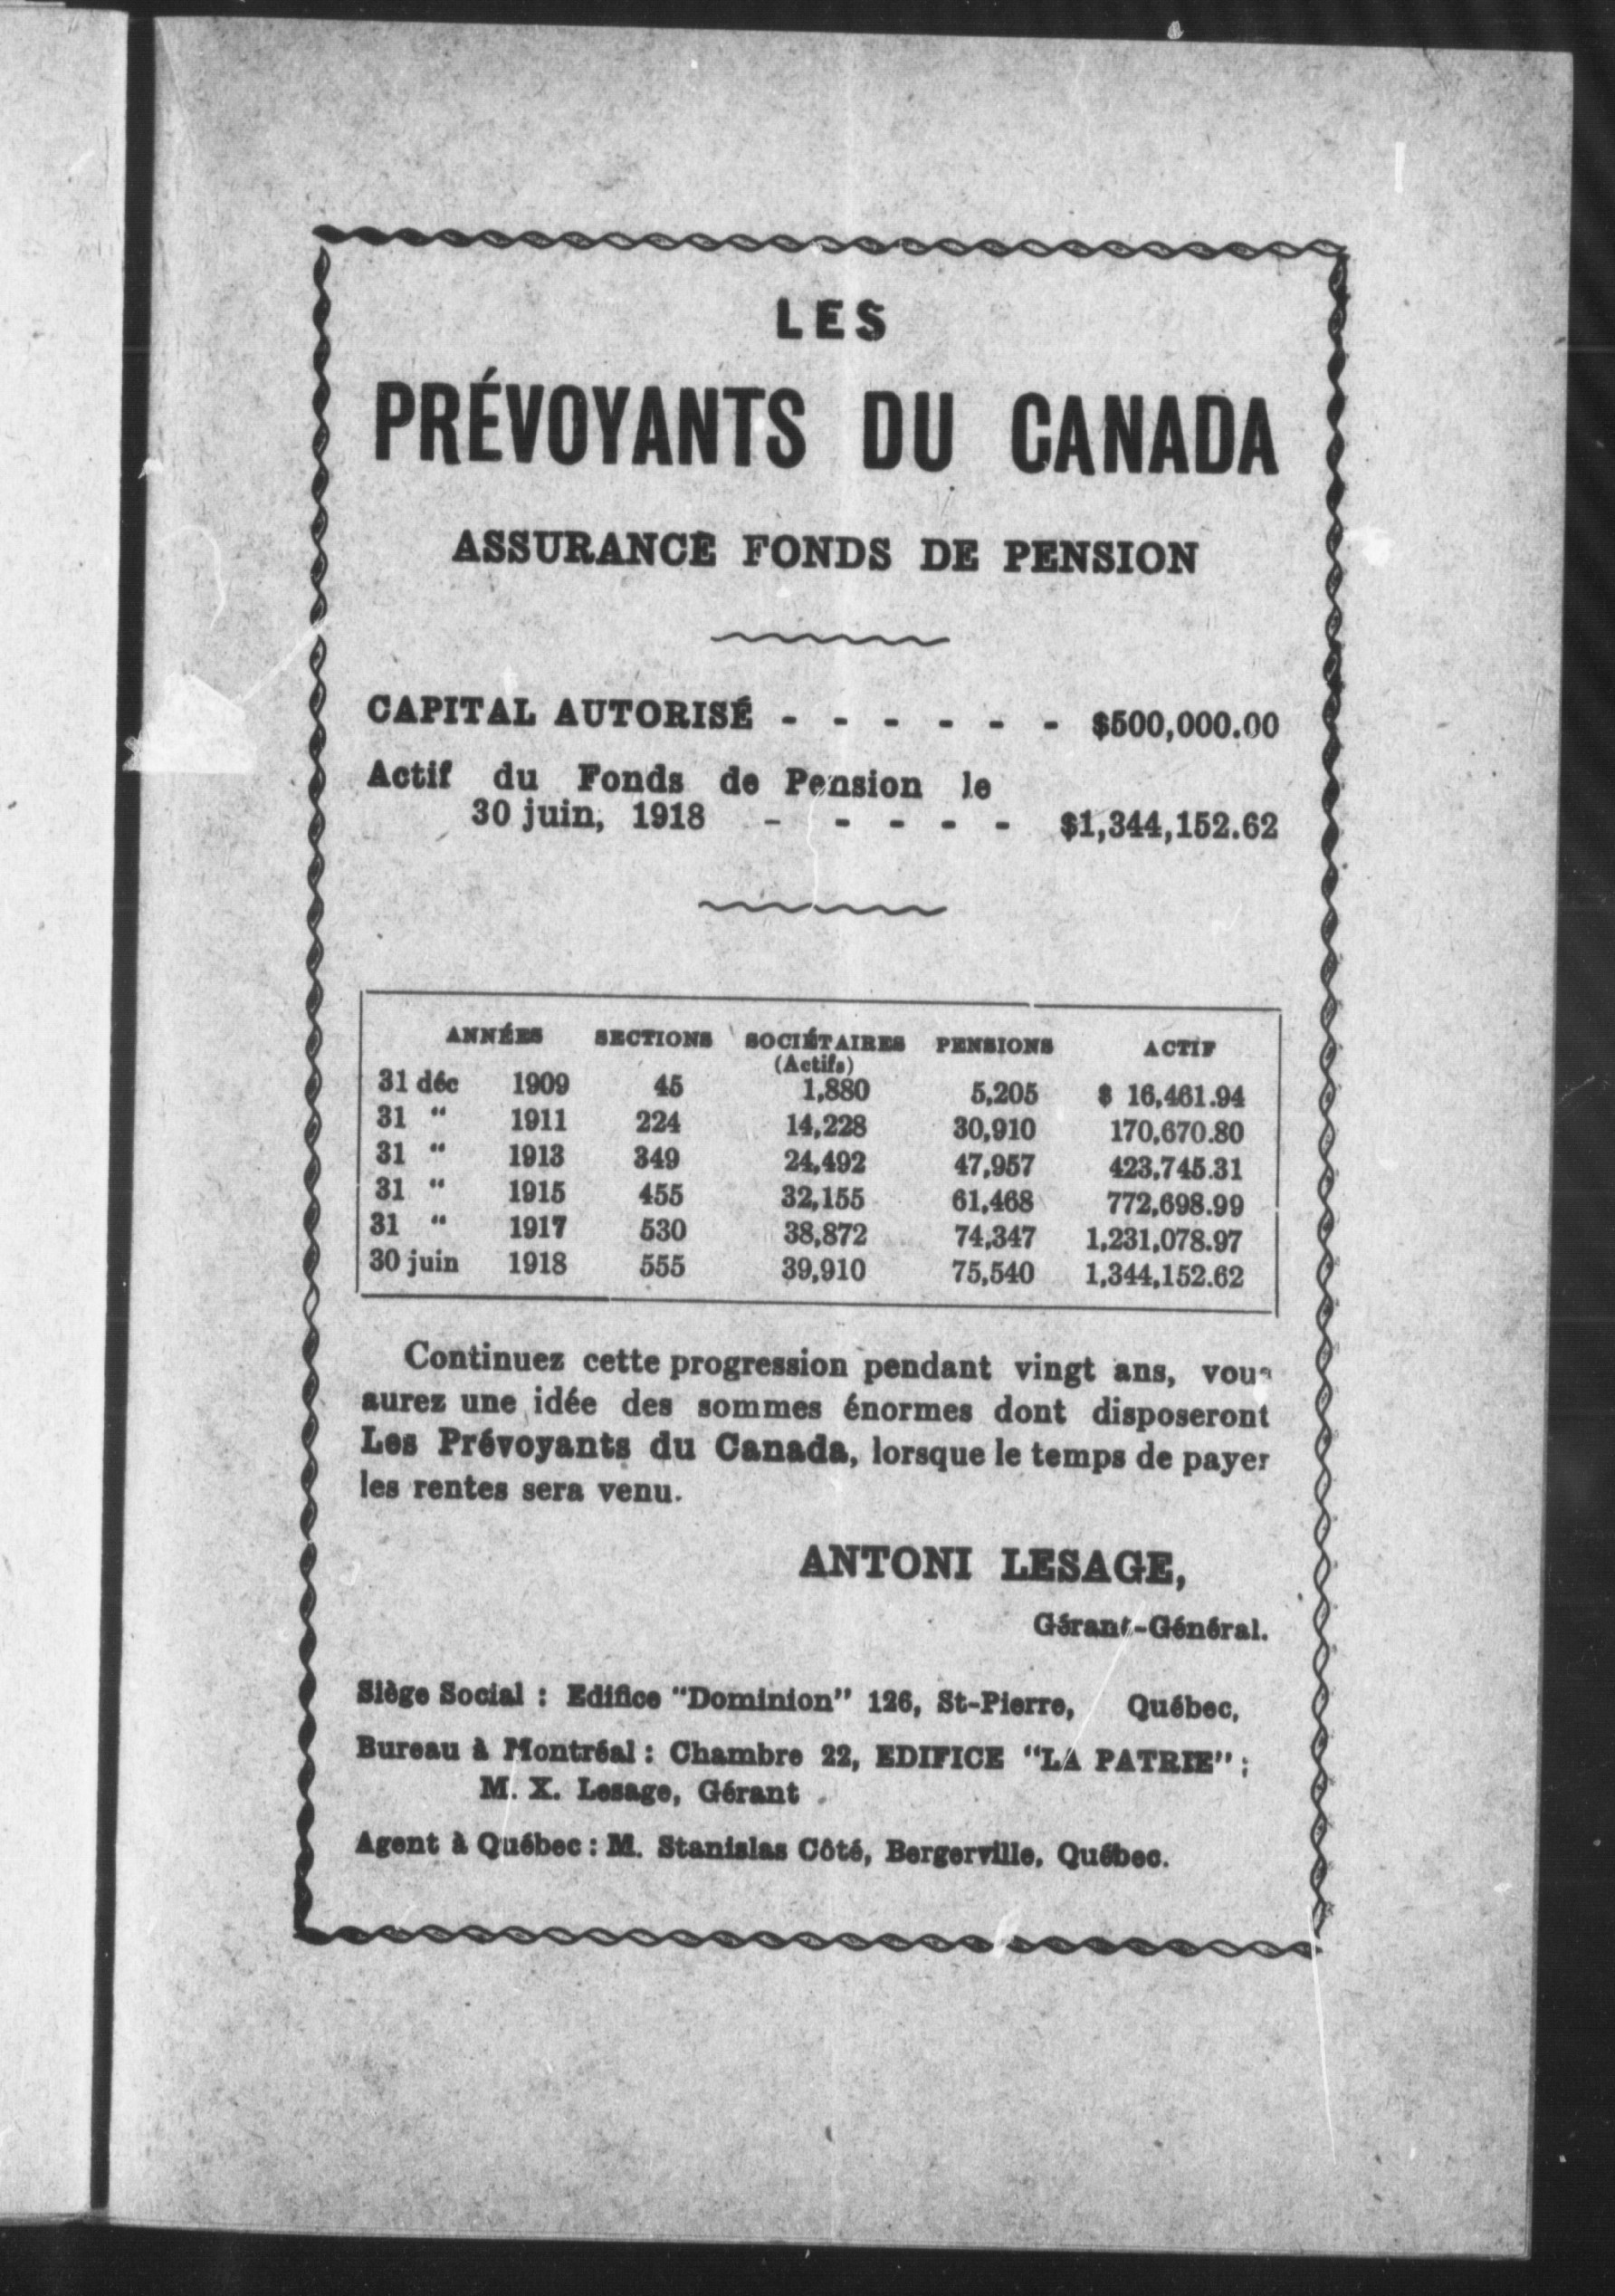 LES
PRÉVOYANTS DU CANADA
ASSURANCE FONDS DE PENSION
CAPITAL AUTORISÉ - - - - - - $500,000.00
Actif du Fonds de Pension le
30 juin, 1918 - - - - - $1,344,152.62
ANNÉES SECTIONS SOCIÉTAIRES PENSIONS ACTIF
(Actifs)
31 déc 1909 45 1,880 5,205 $ 16,461.94
31 “ 1911 224 14,228 30,910 170,670.80
31 “ 1913 349 24,492 47,957 423,745.31
31 “ 1915 455 32,155 61,468 772,698.99
31 “ 1917 530 38,872 74,347 1,231,078.97
30 juin 1918 555 39,910 75,540 1,344,152.62
Continuez cette progression pendant vingt ans, vous
aurez une idée des sommes énormes dont disposeront
Les Prévoyants du Canada, lorsque le temps de payer
les rentes sera venu.
ANTONI LESAGE,
Gérant-Général.
Siège Social : Edifice “Dominion” 126, St-Pierre, Québec,
Bureau à Montréal : Chambre 22, EDIFICE “LA PATRIE” ;
M. X. Lesage, Gérant .
Agent à Québec : M. Stanislas Côté, Bergerville, Québec.